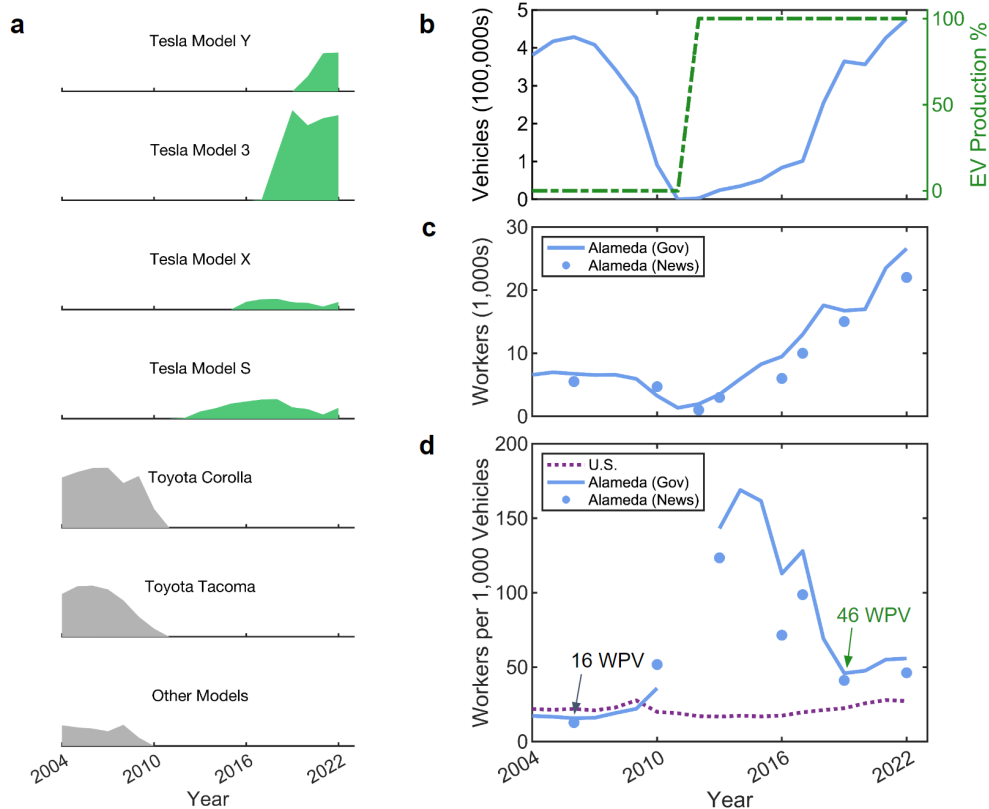 a
Tesla Model Y
Tesla Model 3
Tesla Model X
Tesla Model S
Toyota Corolla
Toyota Tacoma
Other Models
2004
2010
2016
2022
Year
b
Vehicles (100,000s)
5
4
3
2
1
0
EV Production %
100
50
0
c
Workers (1,000s)
30
20
10
0
Alameda (Gov)
Alameda (News)
d
Workers per 1,000 Vehicles
200
150
100
50
0
U.S.
Alameda (Gov)
Alameda (News)
16 WPV
46 WPV
2004
2010
2016
2022
Year